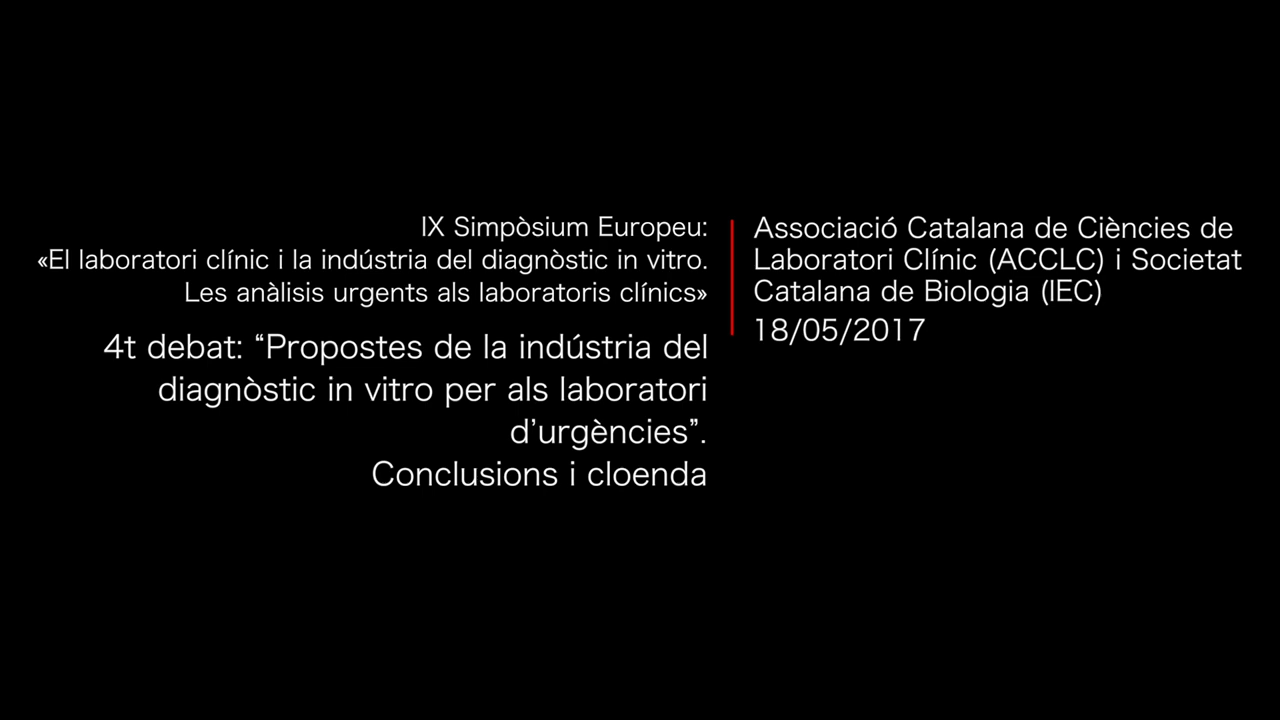 IX Simpòsium Europeu:
«El laboratori clínic i la indústria del diagnòstic in vitro.
Les anàlisis urgents als laboratoris clínics»
4t debat: “Propostes de la indústria del
diagnòstic in vitro per als laboratori
d’urgències”.
Conclusions i cloenda
Associació Catalana de Ciències de
Laboratori Clínic (ACCLC) i Societat
Catalana de Biologia (IEC)
18/05/2017